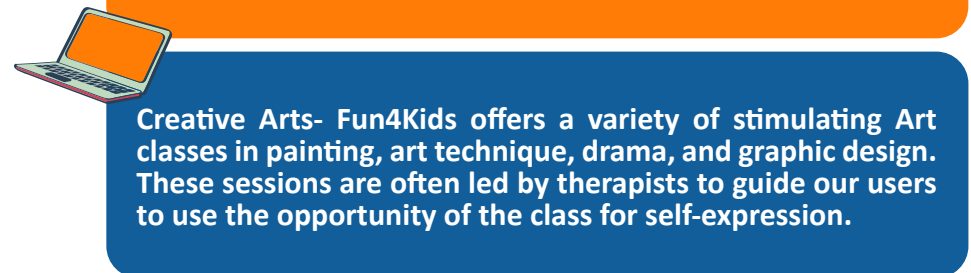 Creative Arts- Fun4Kids offers a variety of stimulating Art
classes in painting, art technique, drama, and graphic design.
These sessions are often led by therapists to guide our users
to use the opportunity of the class for self-expression.